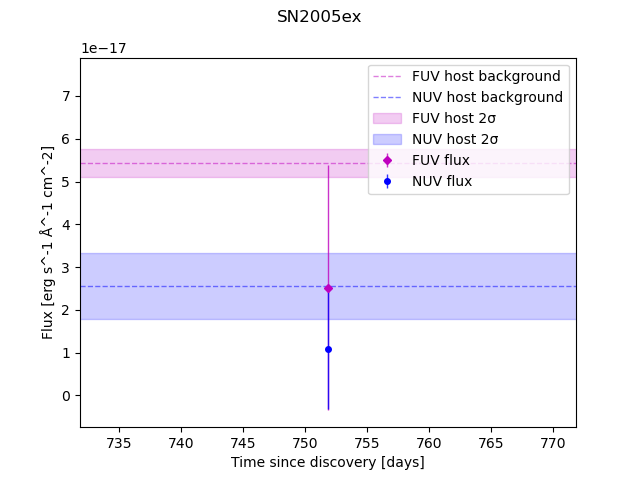 SN2005ex
1e−17
FUV host background
NUV host background
FUV host 2σ
NUV host 2σ
FUV flux
NUV flux
7
6
5
4
3
2
1
0
Flux [erg s^-1 Å^-1 cm^-2]
735 740 745 750 755 760 765 770
Time since discovery [days]